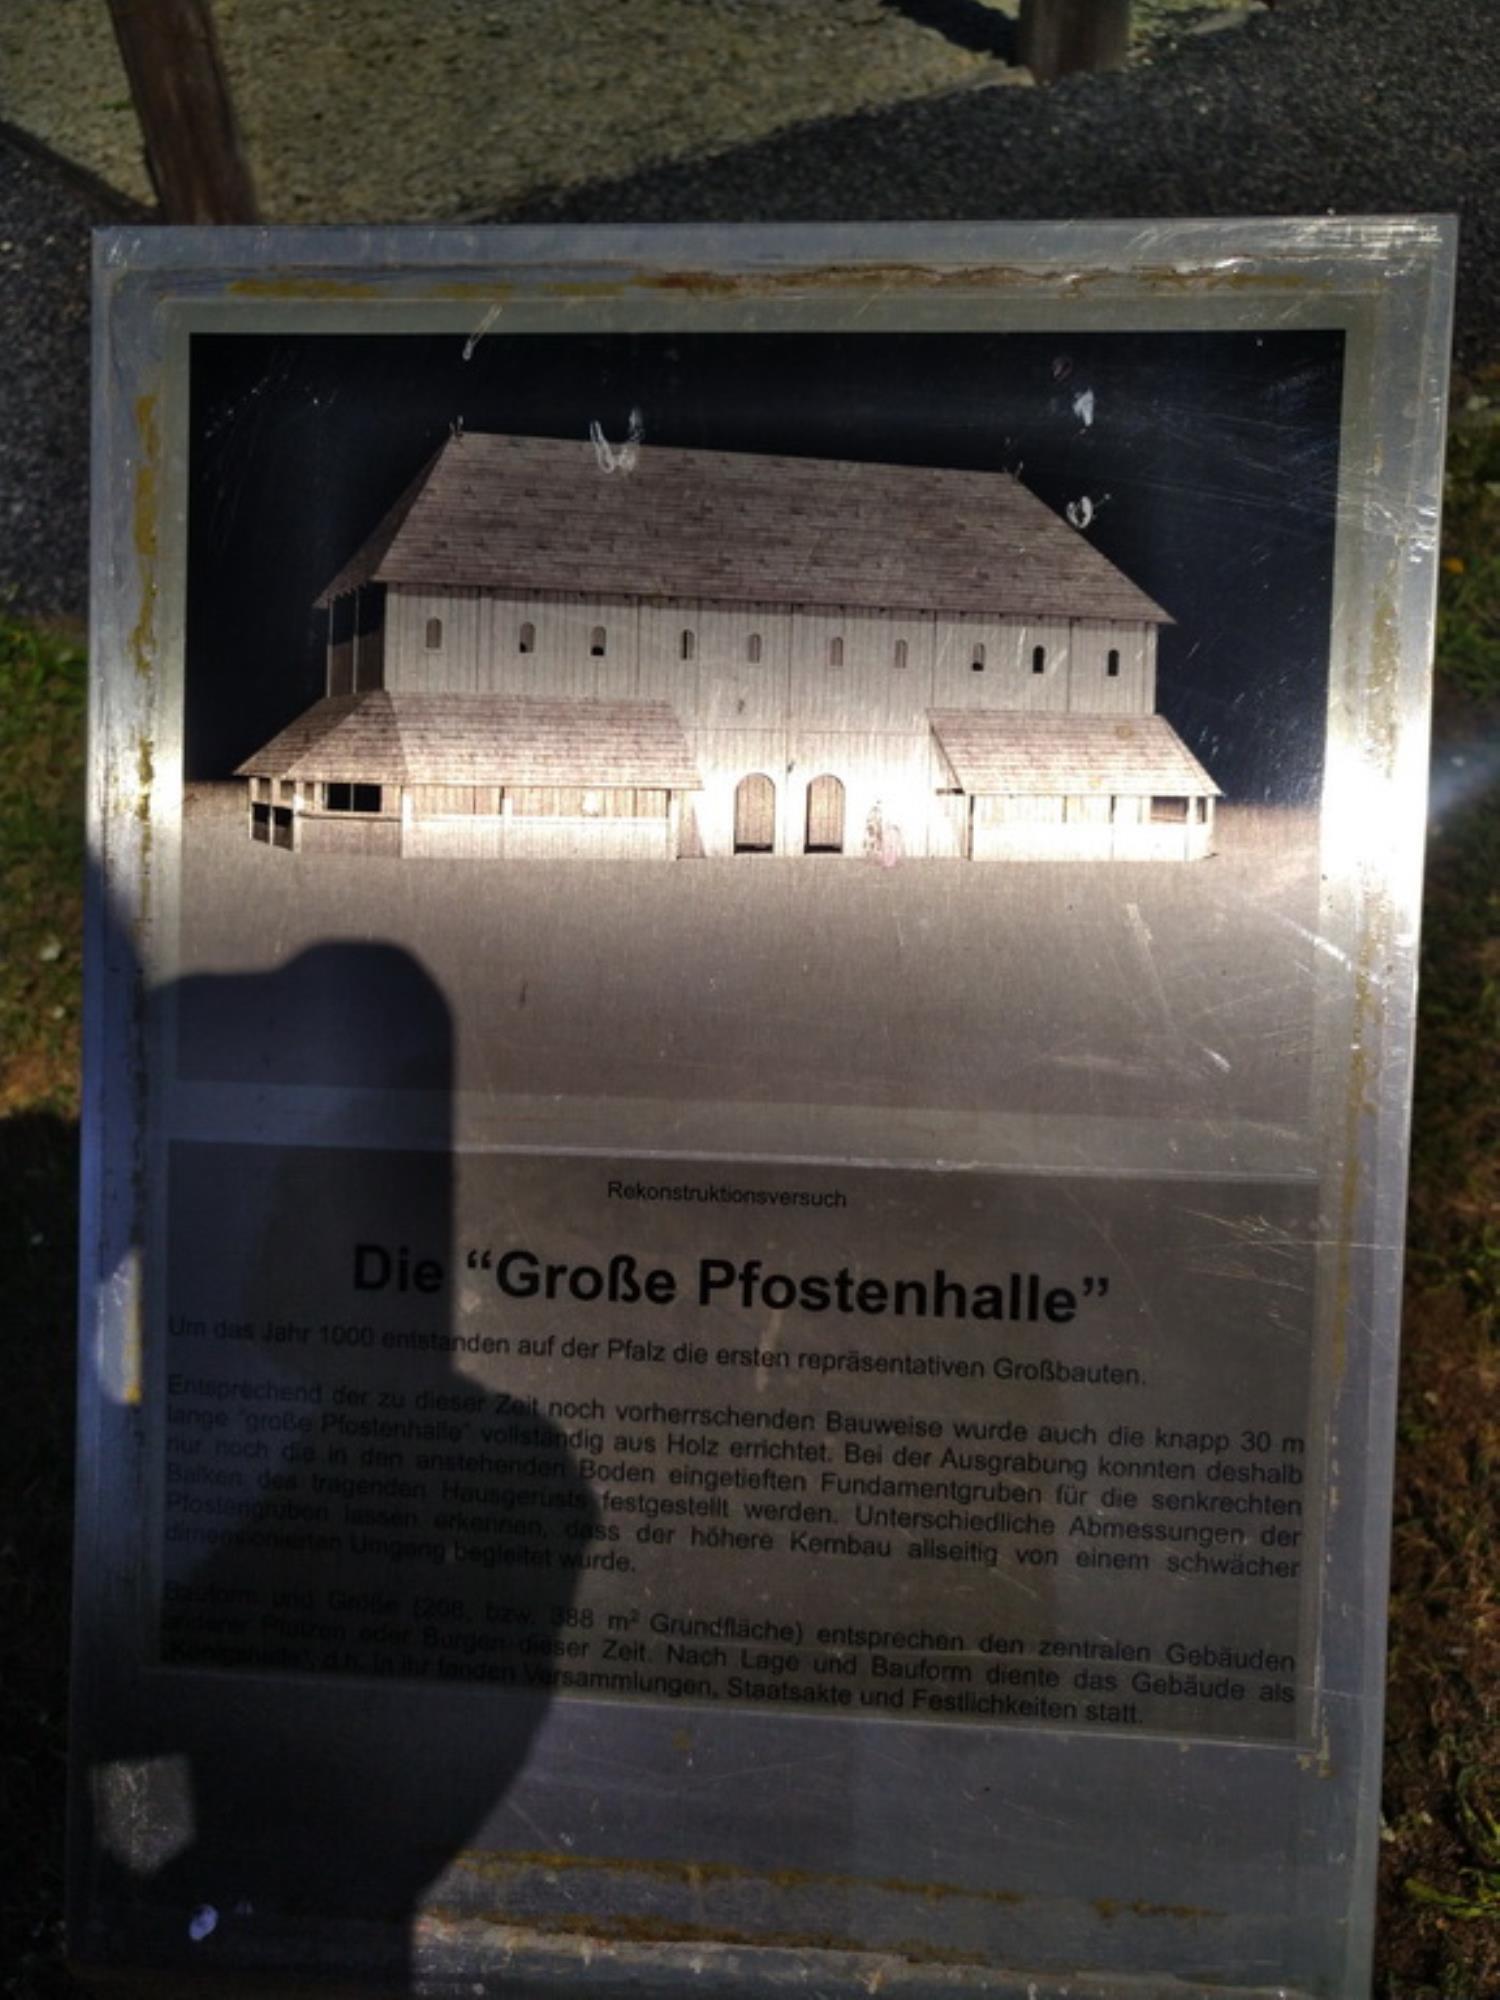 Rekonstruktionsversuch
Die “Große Pfostenhalle”
Um das Jahr 1000 entstanden auf der Pfalz die ersten repräsentativen Großbauten.
Entsprechend der zu dieser Zeit noch vorherrschenden Bauweise wurde auch die knapp 30 m
lange “große Pfostenhalle” vollständig aus Holz errichtet. Bei der Ausgrabung konnten deshalb
nur noch die in den anstehenden Boden eingetieften Fundamentgruben für die senkrechten
Balken des tragenden Hausgerüsts festgestellt werden. Unterschiedliche Abmessungen der
Pfostengruben lassen erkennen, dass der höhere Kernbau allseitig von einem schwächer
dimensionierten Umgang begleitet wurde.
Bauform und Größe (208, bzw. 388 m² Grundfläche) entsprechen den zentralen Gebäuden
anderer Pfalzen oder Burgen dieser Zeit. Nach Lage und Bauform diente das Gebäude als
“Königshalle”, d.h. in ihr fanden Versammlungen, Staatsakte und Festlichkeiten statt.